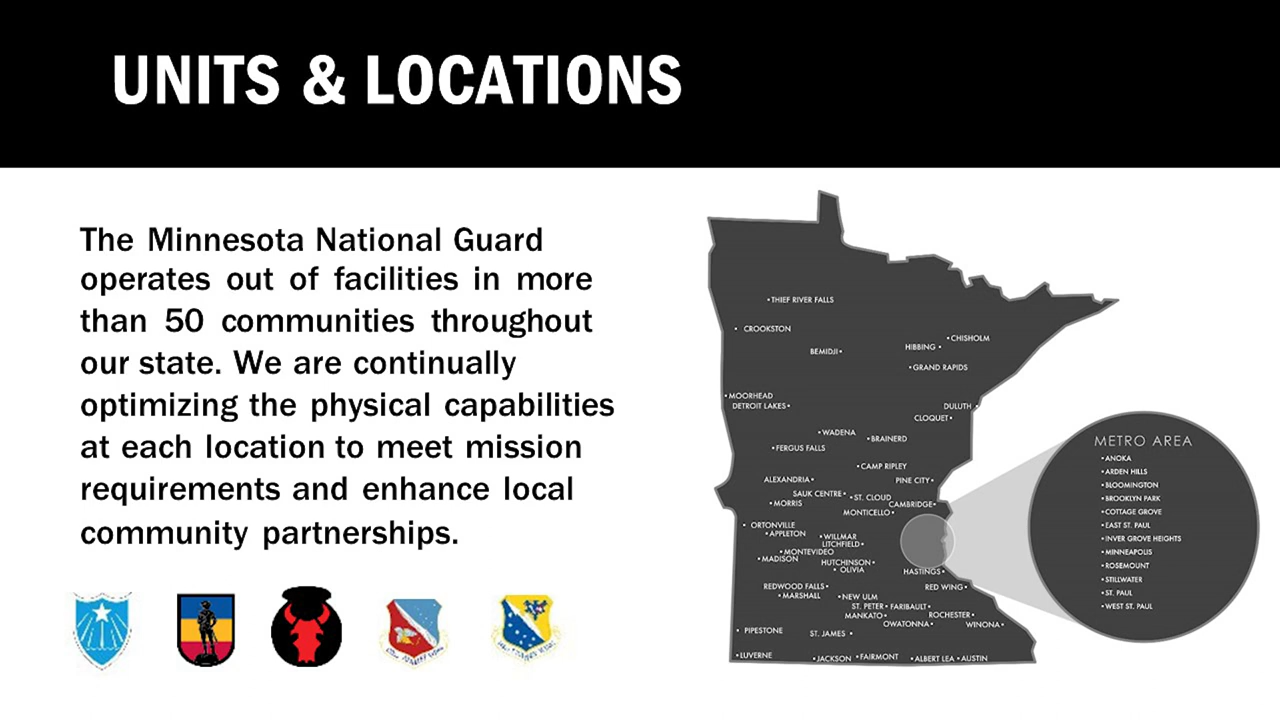 UNITS & LOCATIONS
The Minnesota National Guard
operates out of facilities in more
than 50 communities throughout
our state. We are continually
optimizing the physical capabilities
at each location to meet mission
requirements and enhance local
community partnerships.
THIEF RIVER FALLS
CROOKSTON
CHISHOLM
HIBBING
BEMIDJI
GRAND RAPIDS
MOORHEAD
DETROIT LAKES
DULUTH
CLOQUET
WADENA
BRAINERD
FERGUS FALLS
CAMP RIPLEY
ALEXANDRIA
PINE CITY
SAUK CENTRE
ST. CLOUD
MORRIS
CAMBRIDGE
MONTICELLO
ORTONVILLE
APPLETON
WILLMAR
LITCHFIELD
MONTEVIDEO
MADISON
HUTCHINSON
OLIVIA
HASTINGS
REDWOOD FALLS
RED WING
MARSHALL
NEW ULM
ST. PETER
FARIBAULT
MANKATO
ROCHESTER
OWATONNA
WINONA
PIPESTONE
ST. JAMES
LUVERNE
JACKSON
FAIRMONT
ALBERT LEA
AUSTIN
METRO AREA
• ANOKA
• ARDEN HILLS
• BLOOMINGTON
• BROOKLYN PARK
• COTTAGE GROVE
• EAST ST. PAUL
• INVER GROVE HEIGHTS
• MINNEAPOLIS
• ROSEMOUNT
• STILLWATER
• ST. PAUL
• WEST ST. PAUL